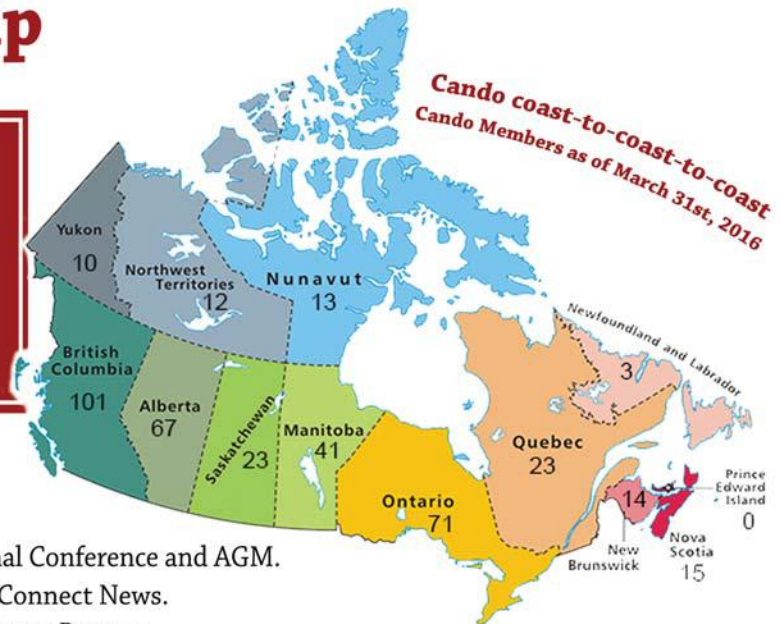 Cando coast-to-coast-to-coast
Cando Members as of March 31st, 2016
Yukon
10
Northwest
Territories
12
Nunavut
13
British
Columbia
101
Alberta
67
Saskatchewan
23
Manitoba
41
Ontario
71
Quebec
23
Newfoundland and Labrador
3
Prince
Edward
Island
0
14
New
Brunswick
Nova
Scotia
15
Conference and AGM.
Connect News.